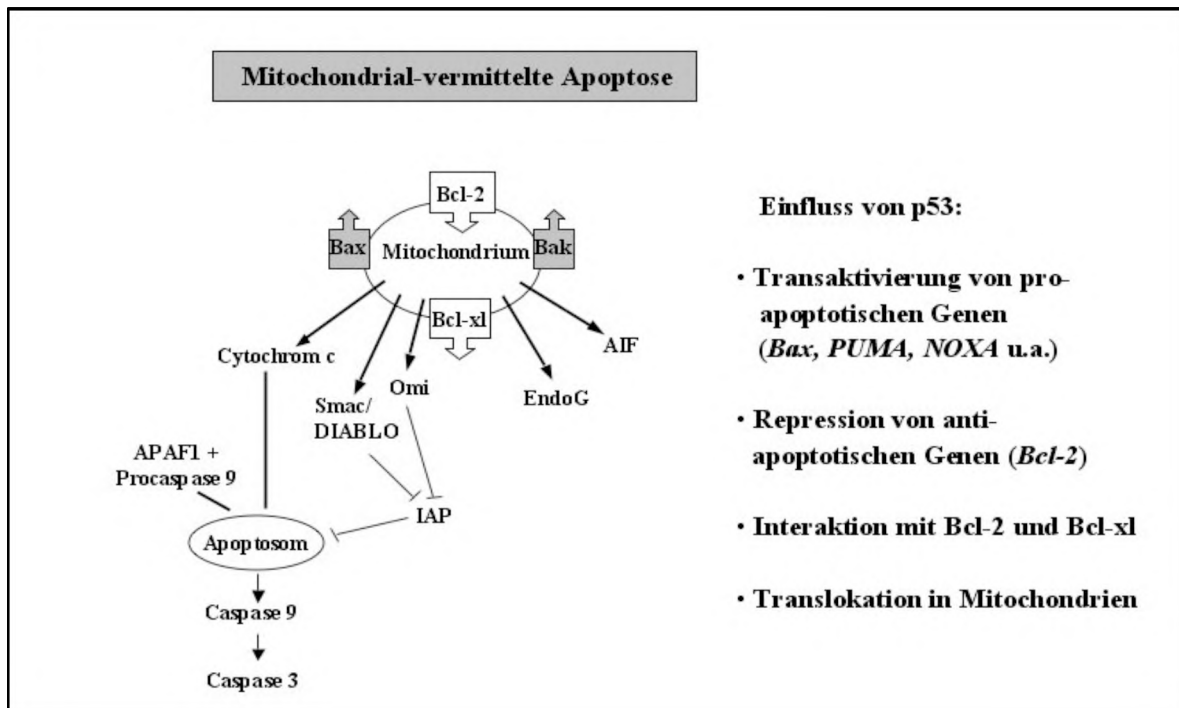 Mitochondrial-vermittelte Apoptose
Bcl-2
Bax
Mitochondrium
Bak
Bcl-xl
Cytochrom c
AIF
Omi
EndoG
Smac/
DIABLO
APAF1 +
Procaspase 9
IAP
Apoptosom
Caspase 9
Caspase 3
Einfluss von p53:
• Transaktivierung von pro-
apoptotischen Genen
(Bax, PUMA, NOXA u.a.)
• Repression von anti-
apoptotischen Genen (Bcl-2)
• Interaktion mit Bcl-2 und Bcl-xl
• Translokation in Mitochondrien